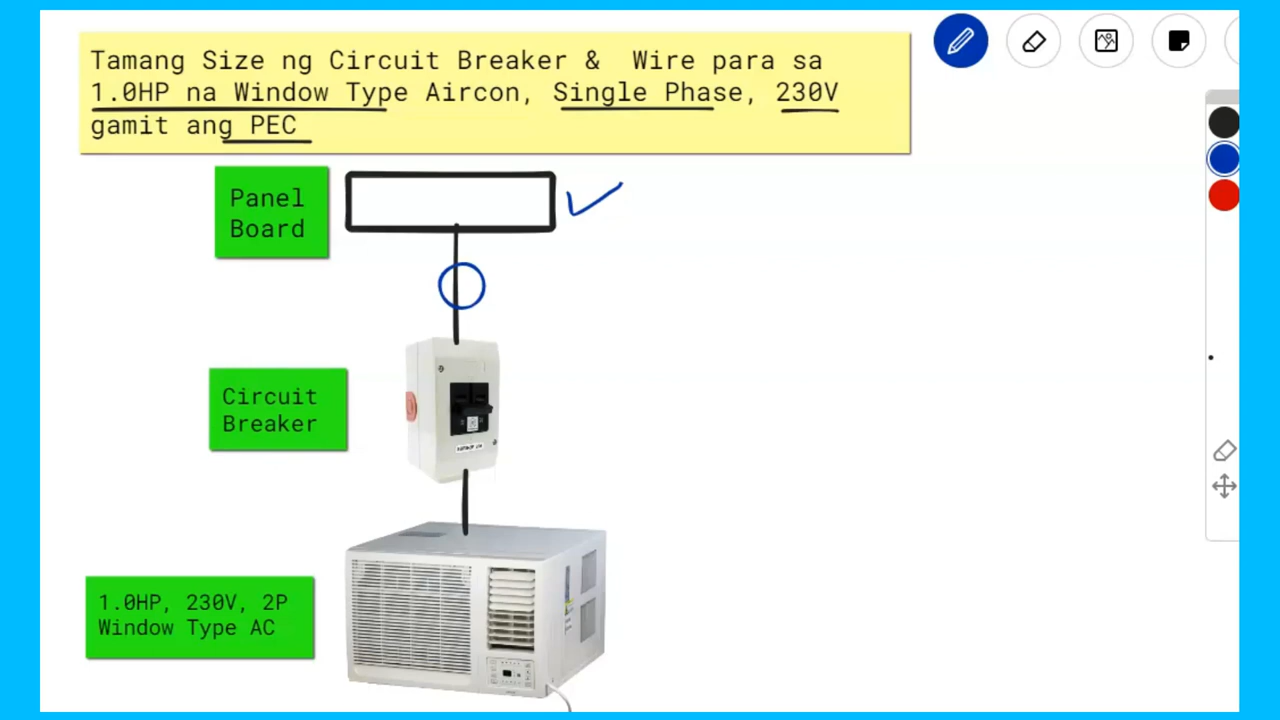 Tamang Size ng Circuit Breaker & Wire para sa
1.0HP na Window Type Aircon, Single Phase, 230V
gamit ang PEC
Panel
Board
Circuit
Breaker
1.0HP, 230V, 2P
Window Type AC